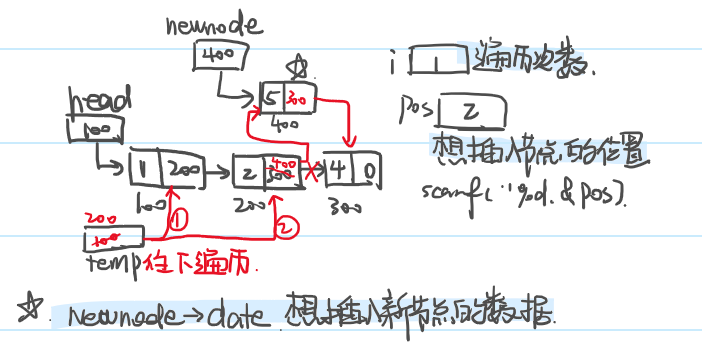 newnode
400
☆
5 300
400
i 1 遍历次数.
head
100
pos 2
想插入节点的位置
1 200
2 300 400
4 0
scanf("%d.&pos).
100
200
300
① ②
200
100
temp往下遍历.
☆. Newnode→date 想插入新节点的数据.